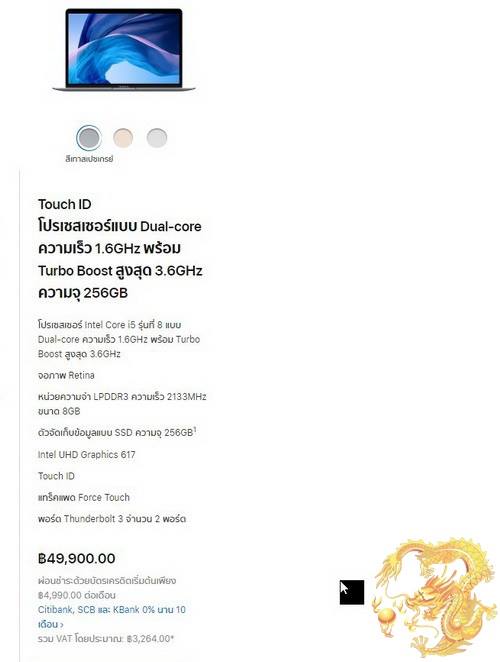 สีเทาสเปซเกรย์
Touch ID
โปรเซสเซอร์แบบ Dual-core
ความเร็ว 1.6GHz พร้อม
Turbo Boost สูงสุด 3.6GHz
ความจุ 256GB
โปรเซสเซอร์ Intel Core i5 รุ่นที่ 8 แบบ
Dual-core ความเร็ว 1.6GHz พร้อม Turbo
Boost สูงสุด 3.6GHz
จอภาพ Retina
หน่วยความจำ LPDDR3 ความเร็ว 2133MHz
ขนาด 8GB
ตัวจัดเก็บข้อมูลแบบ SSD ความจุ 256GB¹
Intel UHD Graphics 617
Touch ID
แทร็คแพด Force Touch
พอร์ต Thunderbolt 3 จำนวน 2 พอร์ต
฿49,900.00
ผ่อนชำระด้วยบัตรเครดิตเริ่มต้นเพียง
฿4,990.00 ต่อเดือน
Citibank, SCB และ KBank 0% นาน 10
เดือน ›
รวม VAT โดยประมาณ: ฿3,264.00*